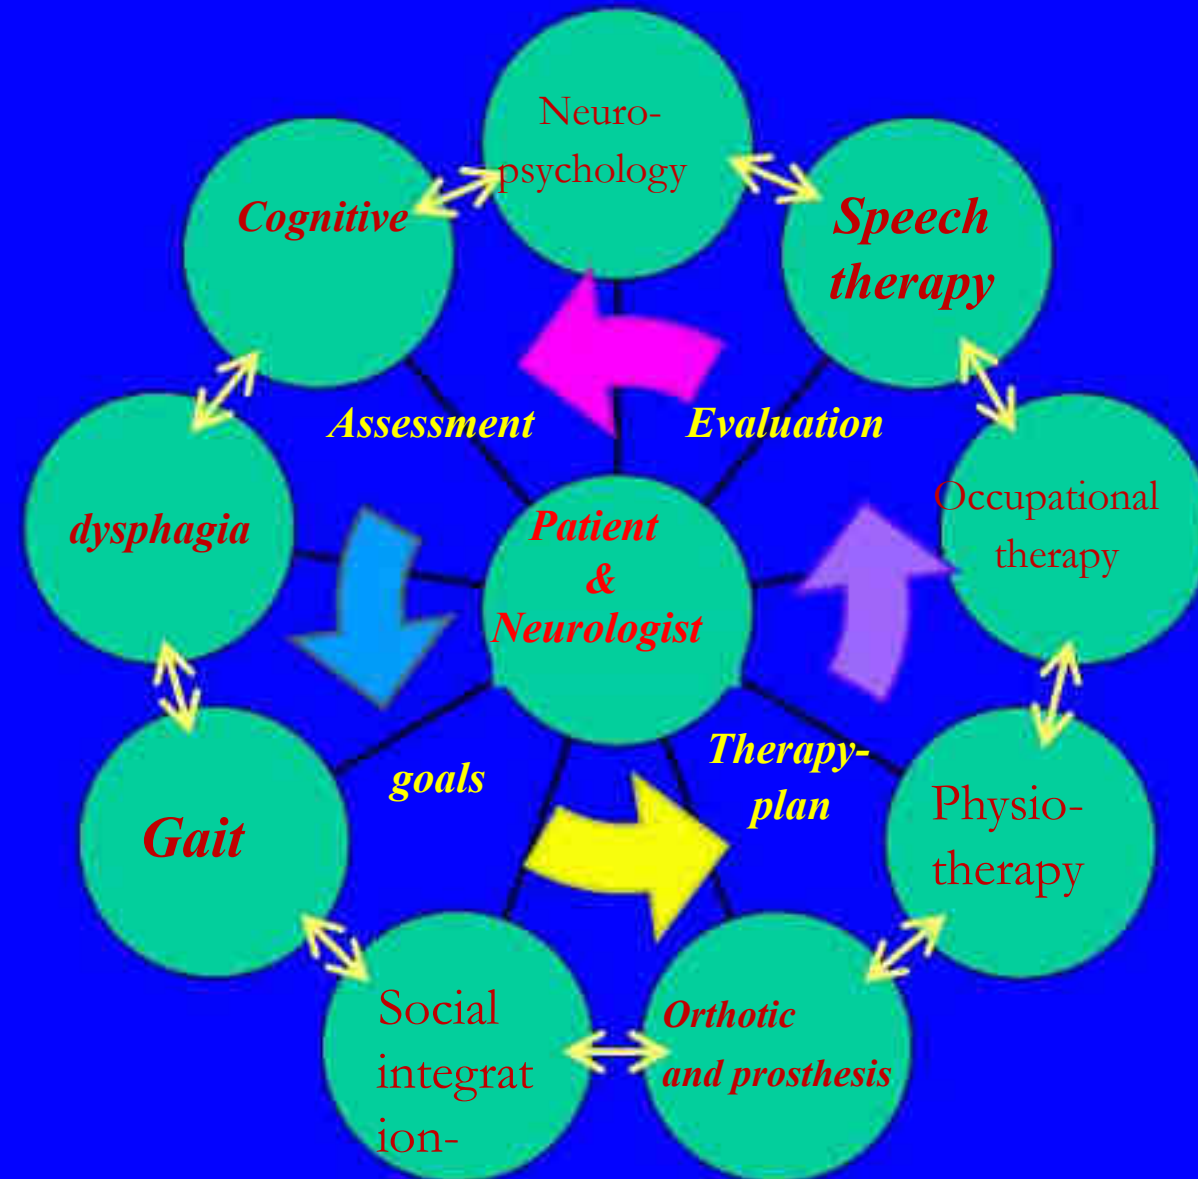 Neuro-
psychology
Cognitive
Speech
therapy
Assessment
Evaluation
dysphagia
Patient
&
Neurologist
Occupational
therapy
goals
Therapy-
plan
Gait
Physio-
therapy
Social
integrat
ion-
Orthotic
and prosthesis